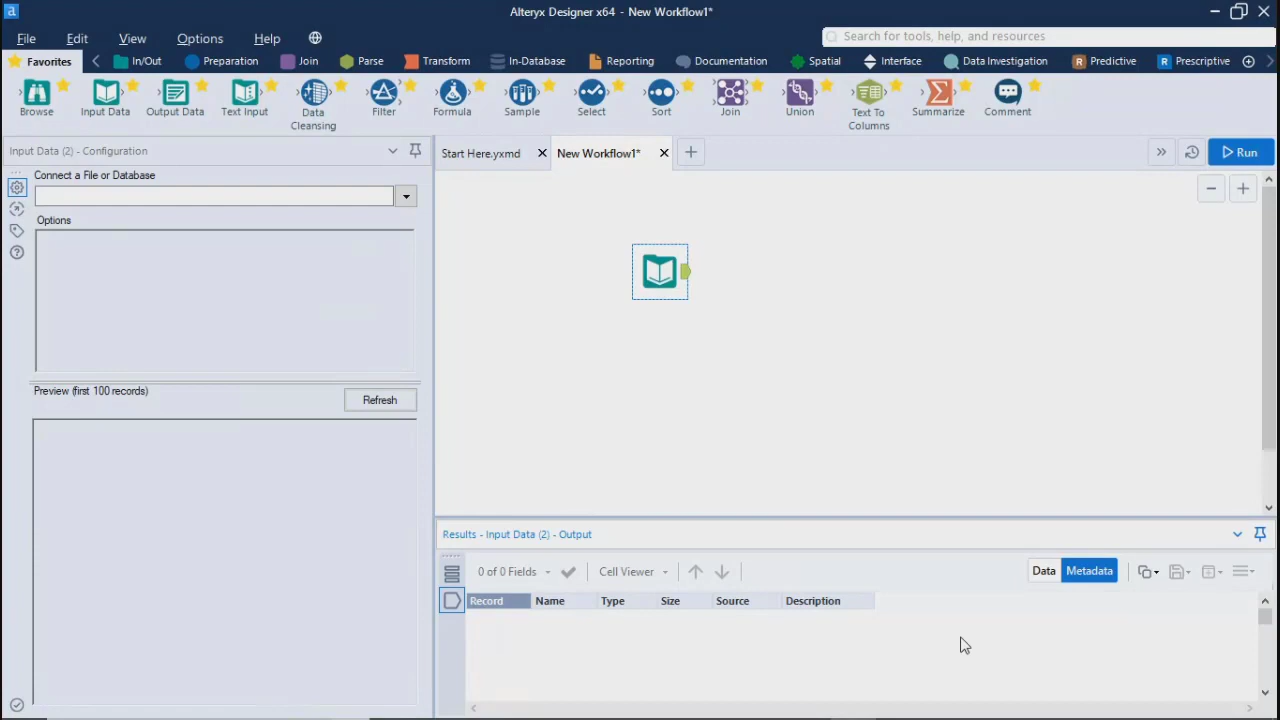 a
Alteryx Designer x64 - New Workflow1*
File Edit View Options Help
Search for tools, help, and resources
Favorites In/Out Preparation Join Parse Transform In-Database Reporting Documentation Spatial Interface Data Investigation R Predictive R Prescriptive
Browse Input Data Output Data Text Input Data Cleansing Filter Formula Sample Select Sort Join Union Text To Columns Summarize Comment
Input Data (2) - Configuration
Start Here.yxmd
New Workflow1*
Run
Connect a File or Database
Options
Preview (first 100 records)
Refresh
Results - Input Data (2) - Output
0 of 0 Fields Cell Viewer Data Metadata
Record Name Type Size Source Description